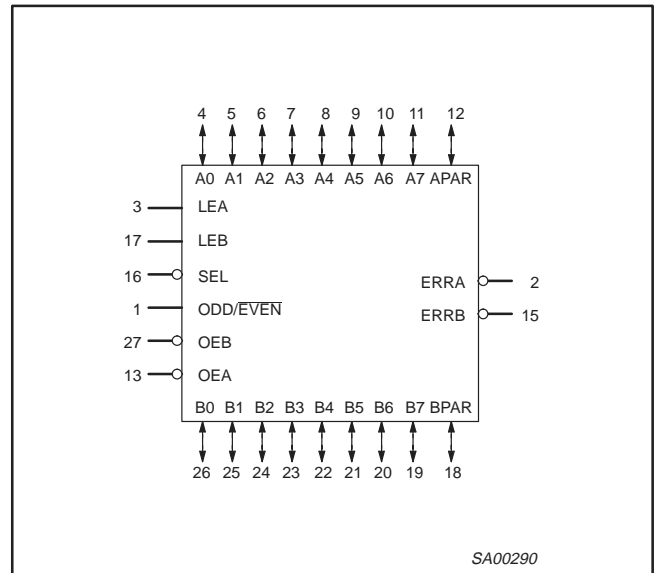 4 5 6 7 8 9 10 11 12
A0 A1 A2 A3 A4 A5 A6 A7 APAR
3 LEA
17 LEB
16 SEL
ERRA 2
1 ODD/EVEN
ERRB 15
27 OEB
13 OEA
B0 B1 B2 B3 B4 B5 B6 B7 BPAR
26 25 24 23 22 21 20 19 18
SA00290